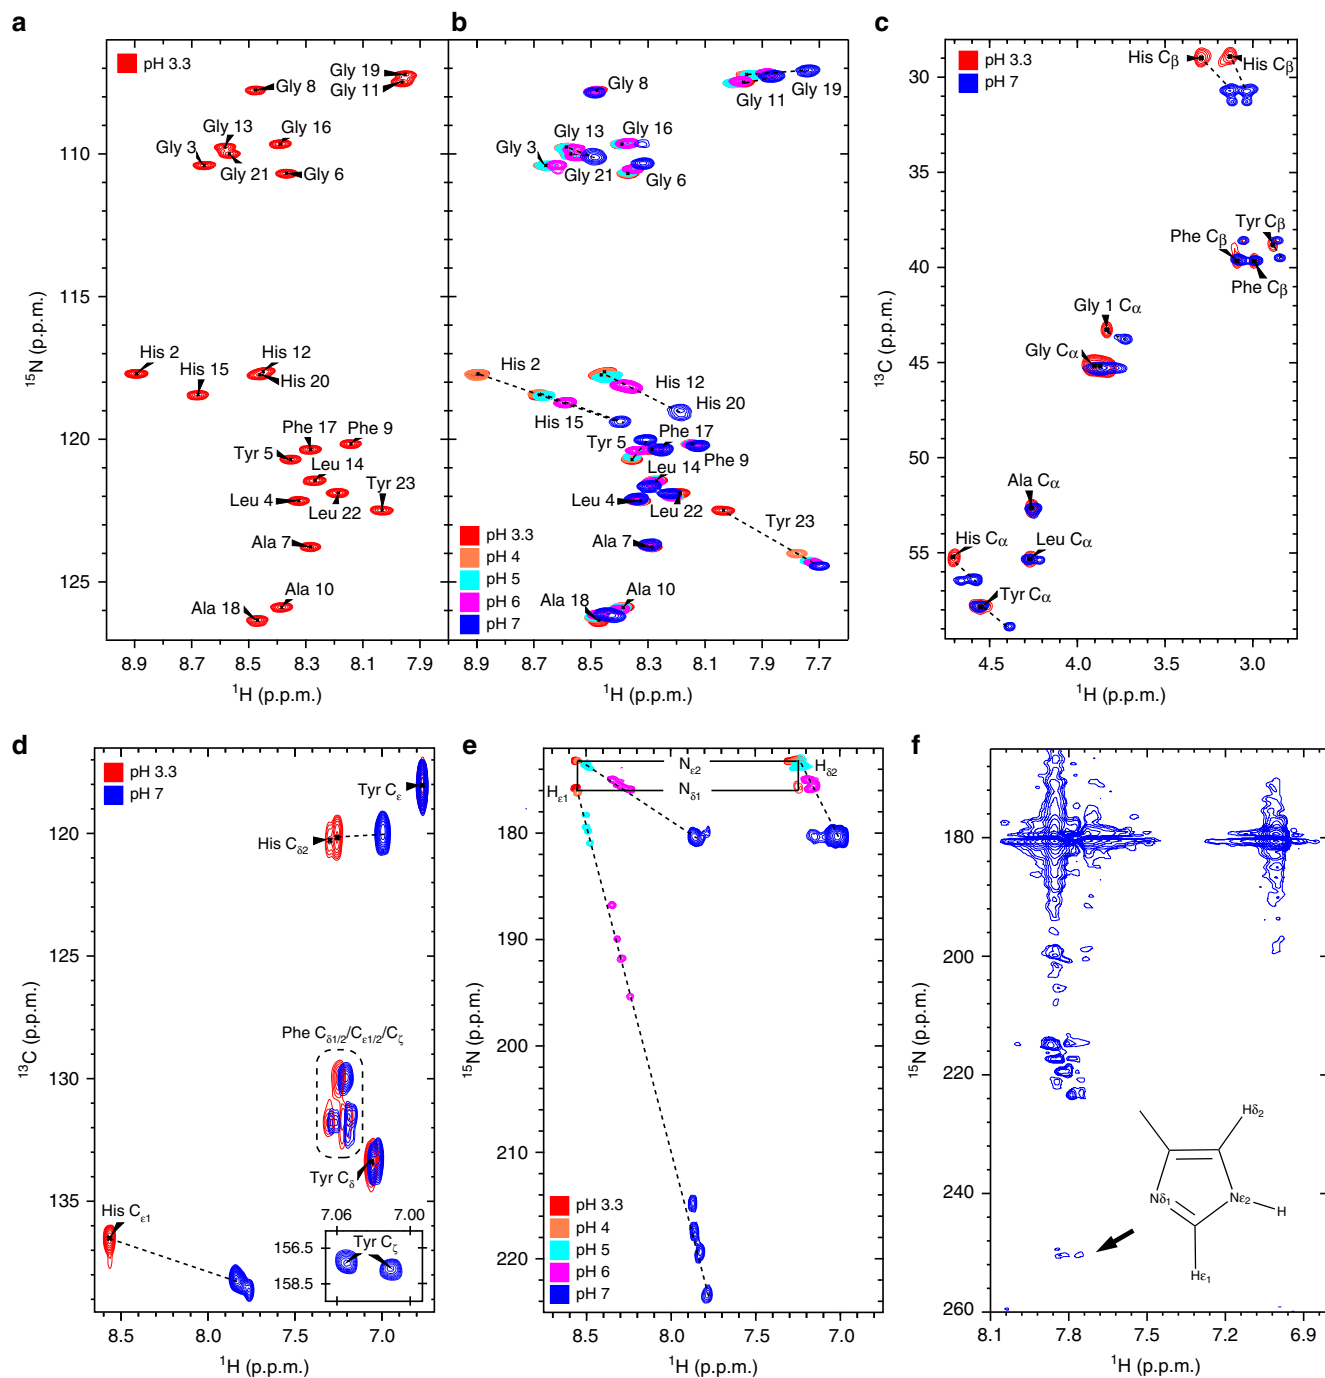 a
b
c
pH 3.3
Gly 19
Gly 11
Gly 8
Gly 13
Gly 16
Gly 3
Gly 21
Gly 6
His 2
His 12
His 15
His 20
Phe 17
Phe 9
Tyr 5
Leu 14
Tyr 23
Leu 4
Leu 22
Ala 7
Ala 10
Ala 18
110
115
120
125
15N (p.p.m.)
8.9 8.7 8.5 8.3 8.1 7.9
1H (p.p.m.)
Gly 8
Gly 11
Gly 19
Gly 13
Gly 16
Gly 3
Gly 21
Gly 6
His 2
His 12
His 20
His 15
Tyr 5
Phe 17
Phe 9
Leu 14
Leu 4
Leu 22
Tyr 23
Ala 7
Ala 10
Ala 18
pH 3.3
pH 4
pH 5
pH 6
pH 7
8.9 8.7 8.5 8.3 8.1 7.9 7.7
1H (p.p.m.)
pH 3.3
pH 7
His Cβ
His Cβ
Tyr Cβ
Phe Cβ
Phe Cβ
Gly 1 Cα
Gly Cα
Ala Cα
His Cα
Leu Cα
Tyr Cα
30
35
40
45
50
55
13C (p.p.m.)
4.5 4.0 3.5 3.0
1H (p.p.m.)
d
e
f
pH 3.3
pH 7
Tyr Cε
His Cδ2
Phe Cδ1/2/Cε1/2/Cζ
Tyr Cδ
His Cε1
7.06 7.00
156.5
158.5
Tyr Cζ
120
125
130
135
13C (p.p.m.)
8.5 8.0 7.5 7.0
1H (p.p.m.)
Nε2
Hδ2
Hε1
Nδ1
pH 3.3
pH 4
pH 5
pH 6
pH 7
180
190
200
210
220
15N (p.p.m.)
8.5 8.0 7.5 7.0
1H (p.p.m.)
180
200
220
240
260
15N (p.p.m.)
Hδ2
Nδ1
Nε2
H
Hε1
8.1 7.8 7.5 7.2 6.9
1H (p.p.m.)